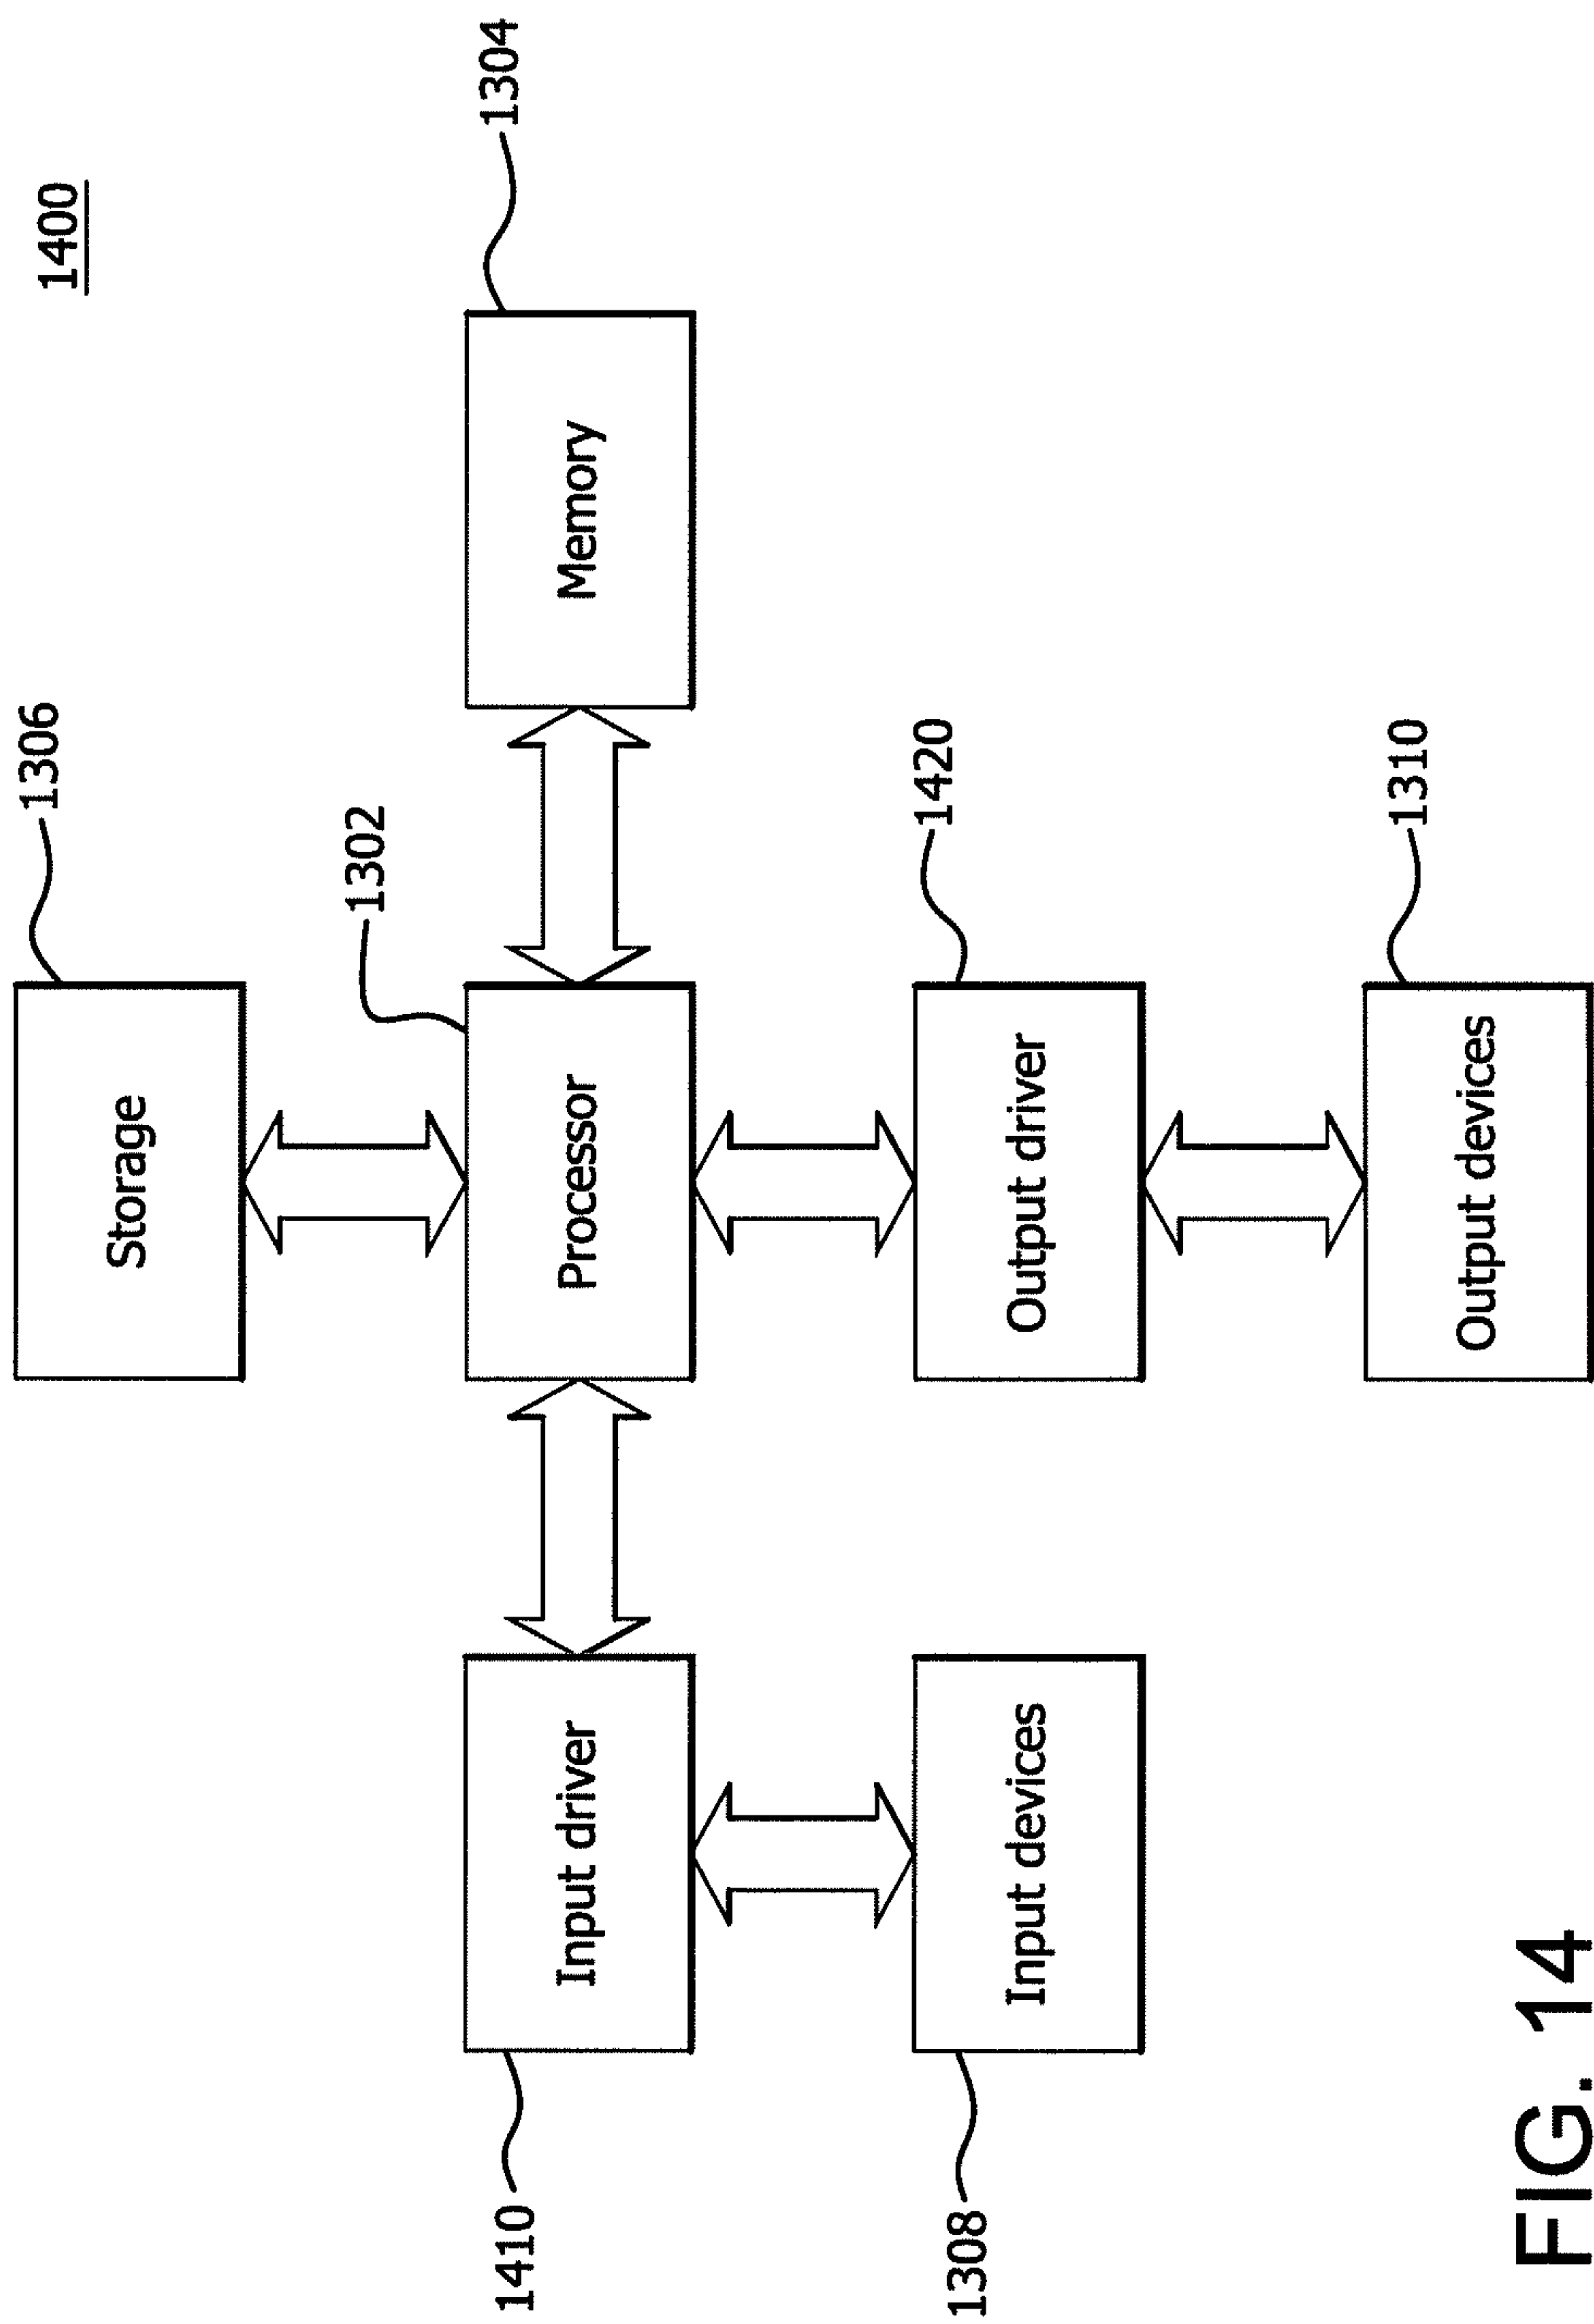 1400
1306
Storage
1302
1304
1410
Input driver
Processor
Memory
1420
1308
Input devices
Output driver
1310
Output devices
FIG. 14